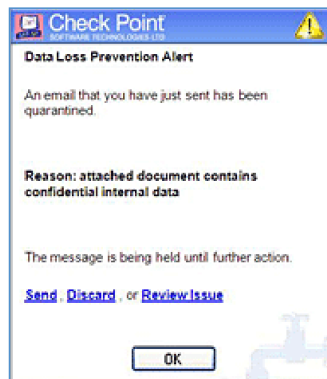 Check Point
SOFTWARE TECHNOLOGIES LTD
Data Loss Prevention Alert
An email that you have just sent has been
quarantined.
Reason: attached document contains
confidential internal data
The message is being held until further action.
Send , Discard , or Review Issue
OK